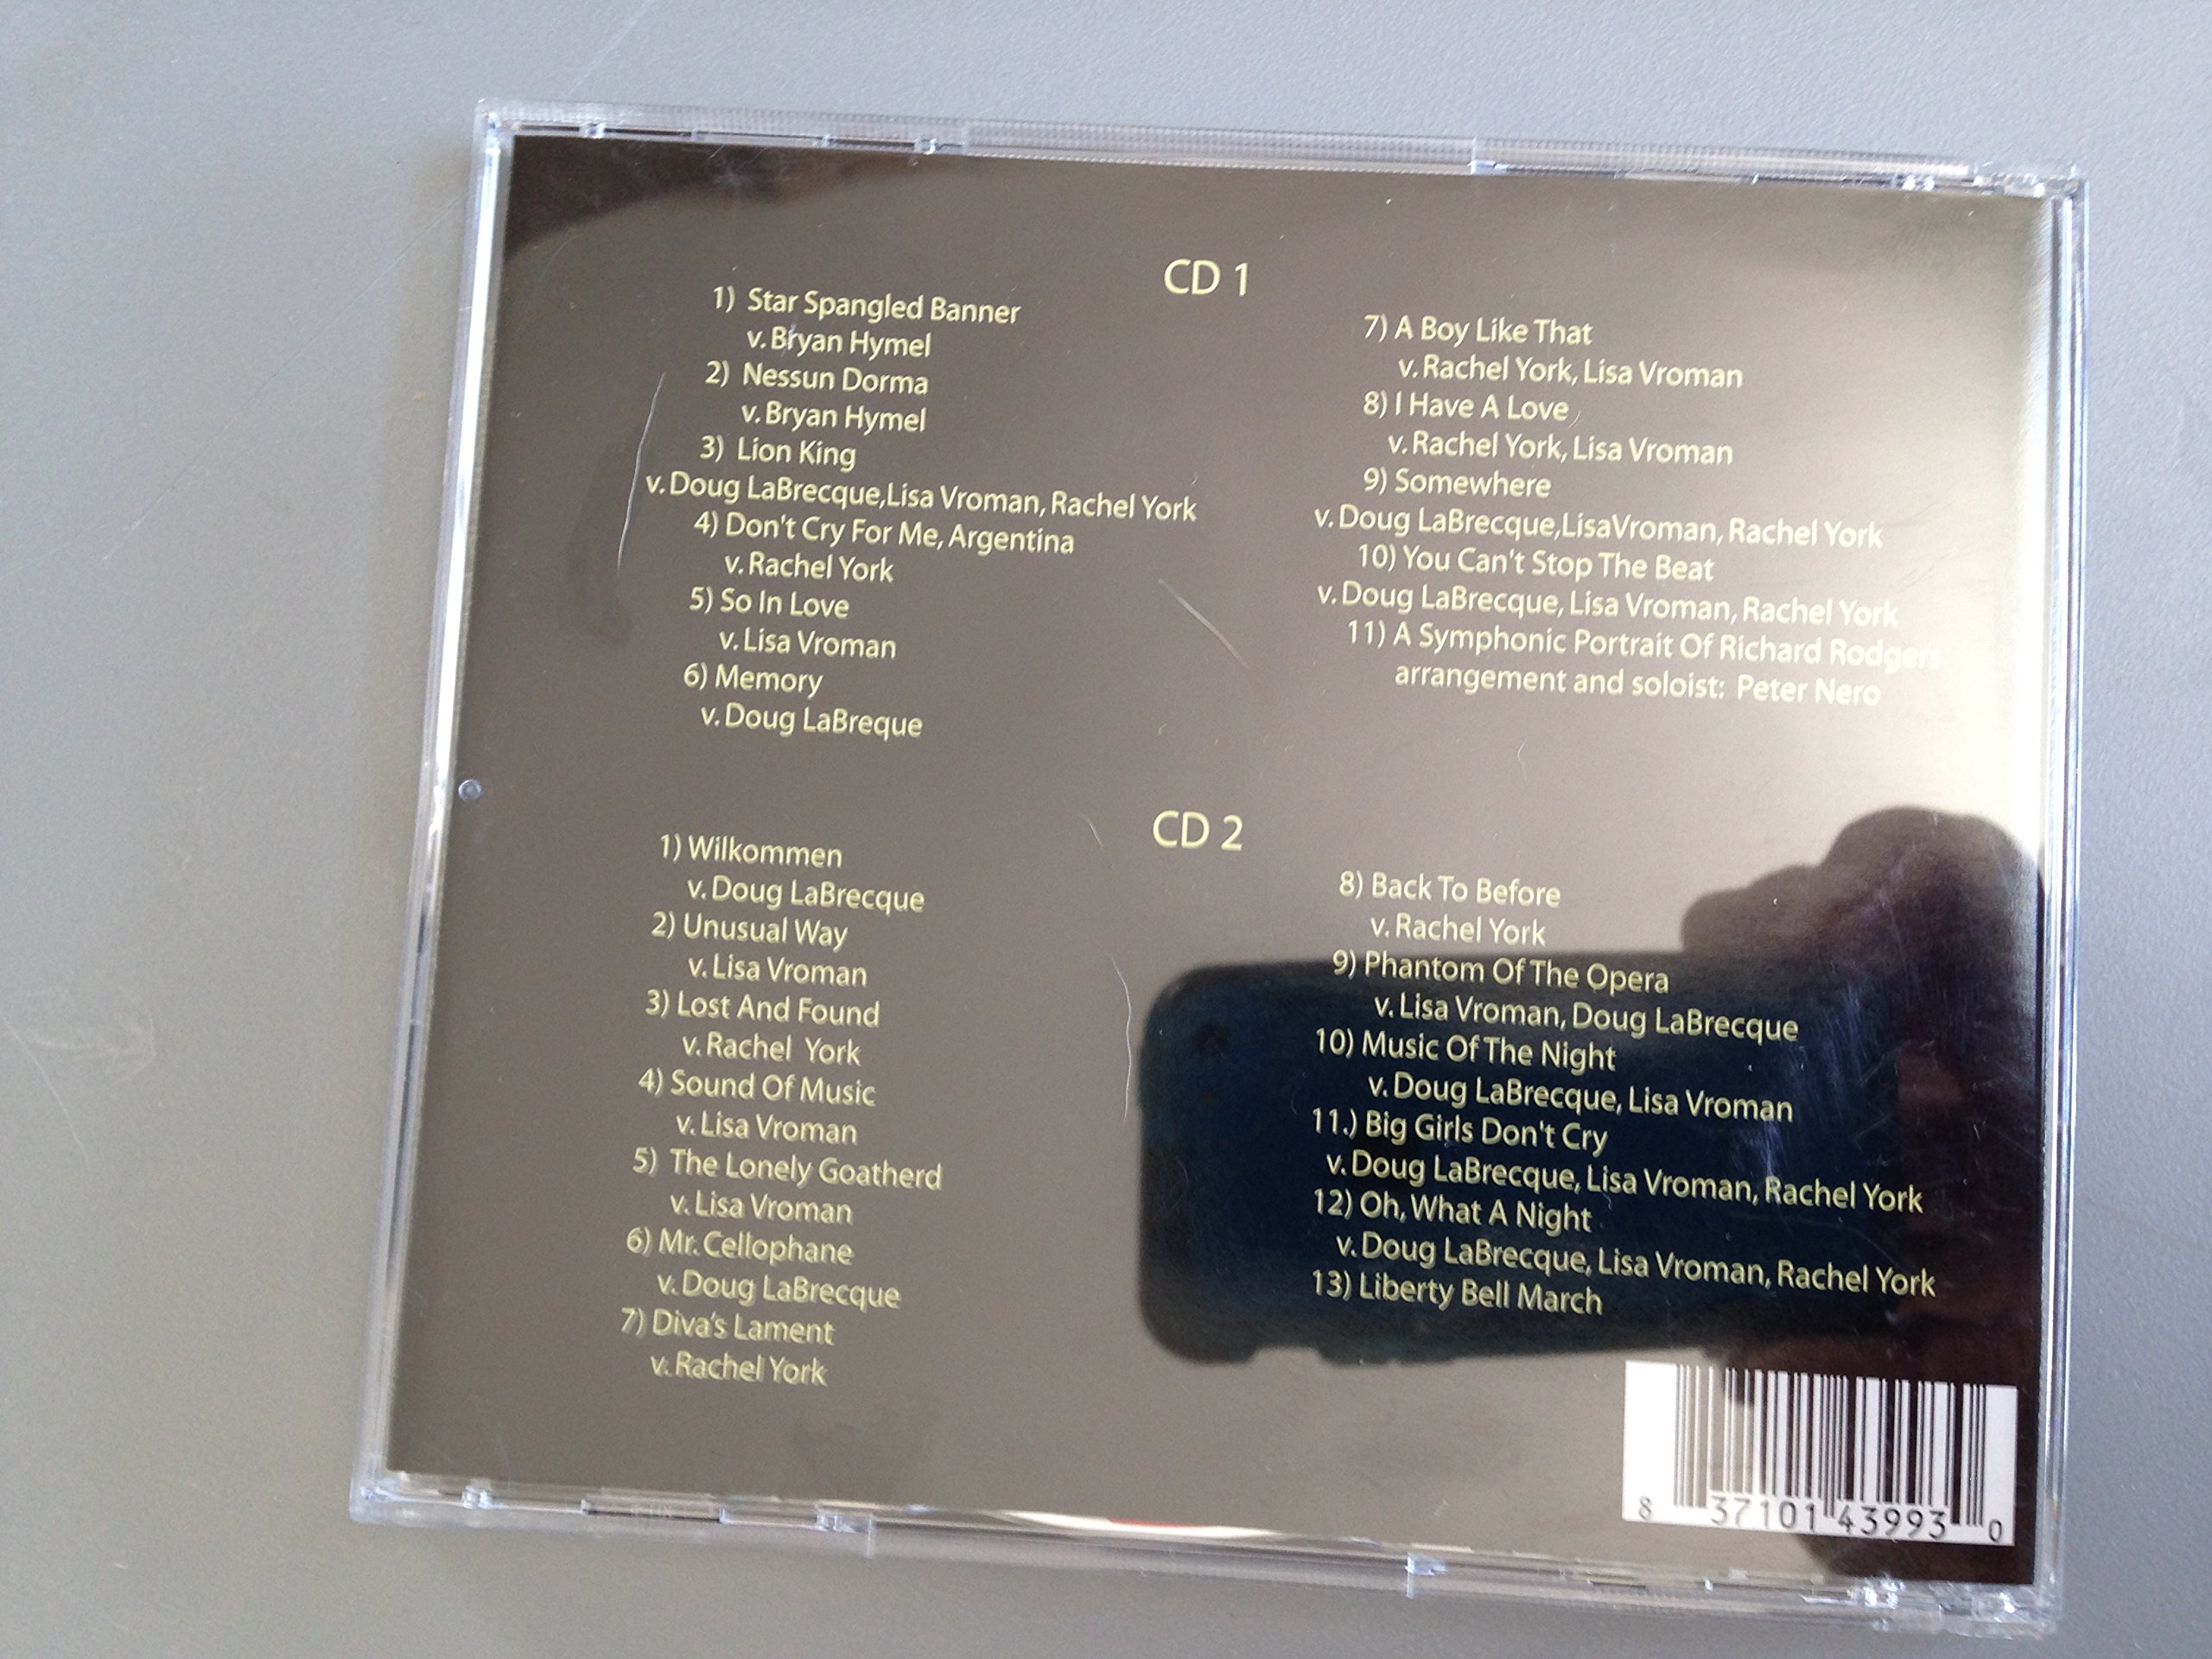 CD 1
1) Star Spangled Banner
v. Bryan Hymel
2) Nessun Dorma
v. Bryan Hymel
3) Lion King
v. Doug LaBrecque,Lisa Vroman, Rachel York
4) Don't Cry For Me, Argentina
v. Rachel York
5) So In Love
v. Lisa Vroman
6) Memory
v. Doug LaBreque
7) A Boy Like That
v. Rachel York, Lisa Vroman
8) I Have A Love
v. Rachel York, Lisa Vroman
9) Somewhere
v. Doug LaBrecque,LisaVroman, Rachel York
10) You Can't Stop The Beat
v. Doug LaBrecque, Lisa Vroman, Rachel York
11) A Symphonic Portrait Of Richard Rodgers
arrangement and soloist: Peter Nero
CD 2
1) Wilkommen
v. Doug LaBrecque
2) Unusual Way
v. Lisa Vroman
3) Lost And Found
v. Rachel York
4) Sound Of Music
v. Lisa Vroman
5) The Lonely Goatherd
v. Lisa Vroman
6) Mr. Cellophane
v. Doug LaBrecque
7) Diva's Lament
v. Rachel York
8) Back To Before
v. Rachel York
9) Phantom Of The Opera
v. Lisa Vroman, Doug LaBrecque
10) Music Of The Night
v. Doug LaBrecque, Lisa Vroman
11.) Big Girls Don't Cry
v. Doug LaBrecque, Lisa Vroman, Rachel York
12) Oh, What A Night
v. Doug LaBrecque, Lisa Vroman, Rachel York
13) Liberty Bell March
8 37101 43993 0